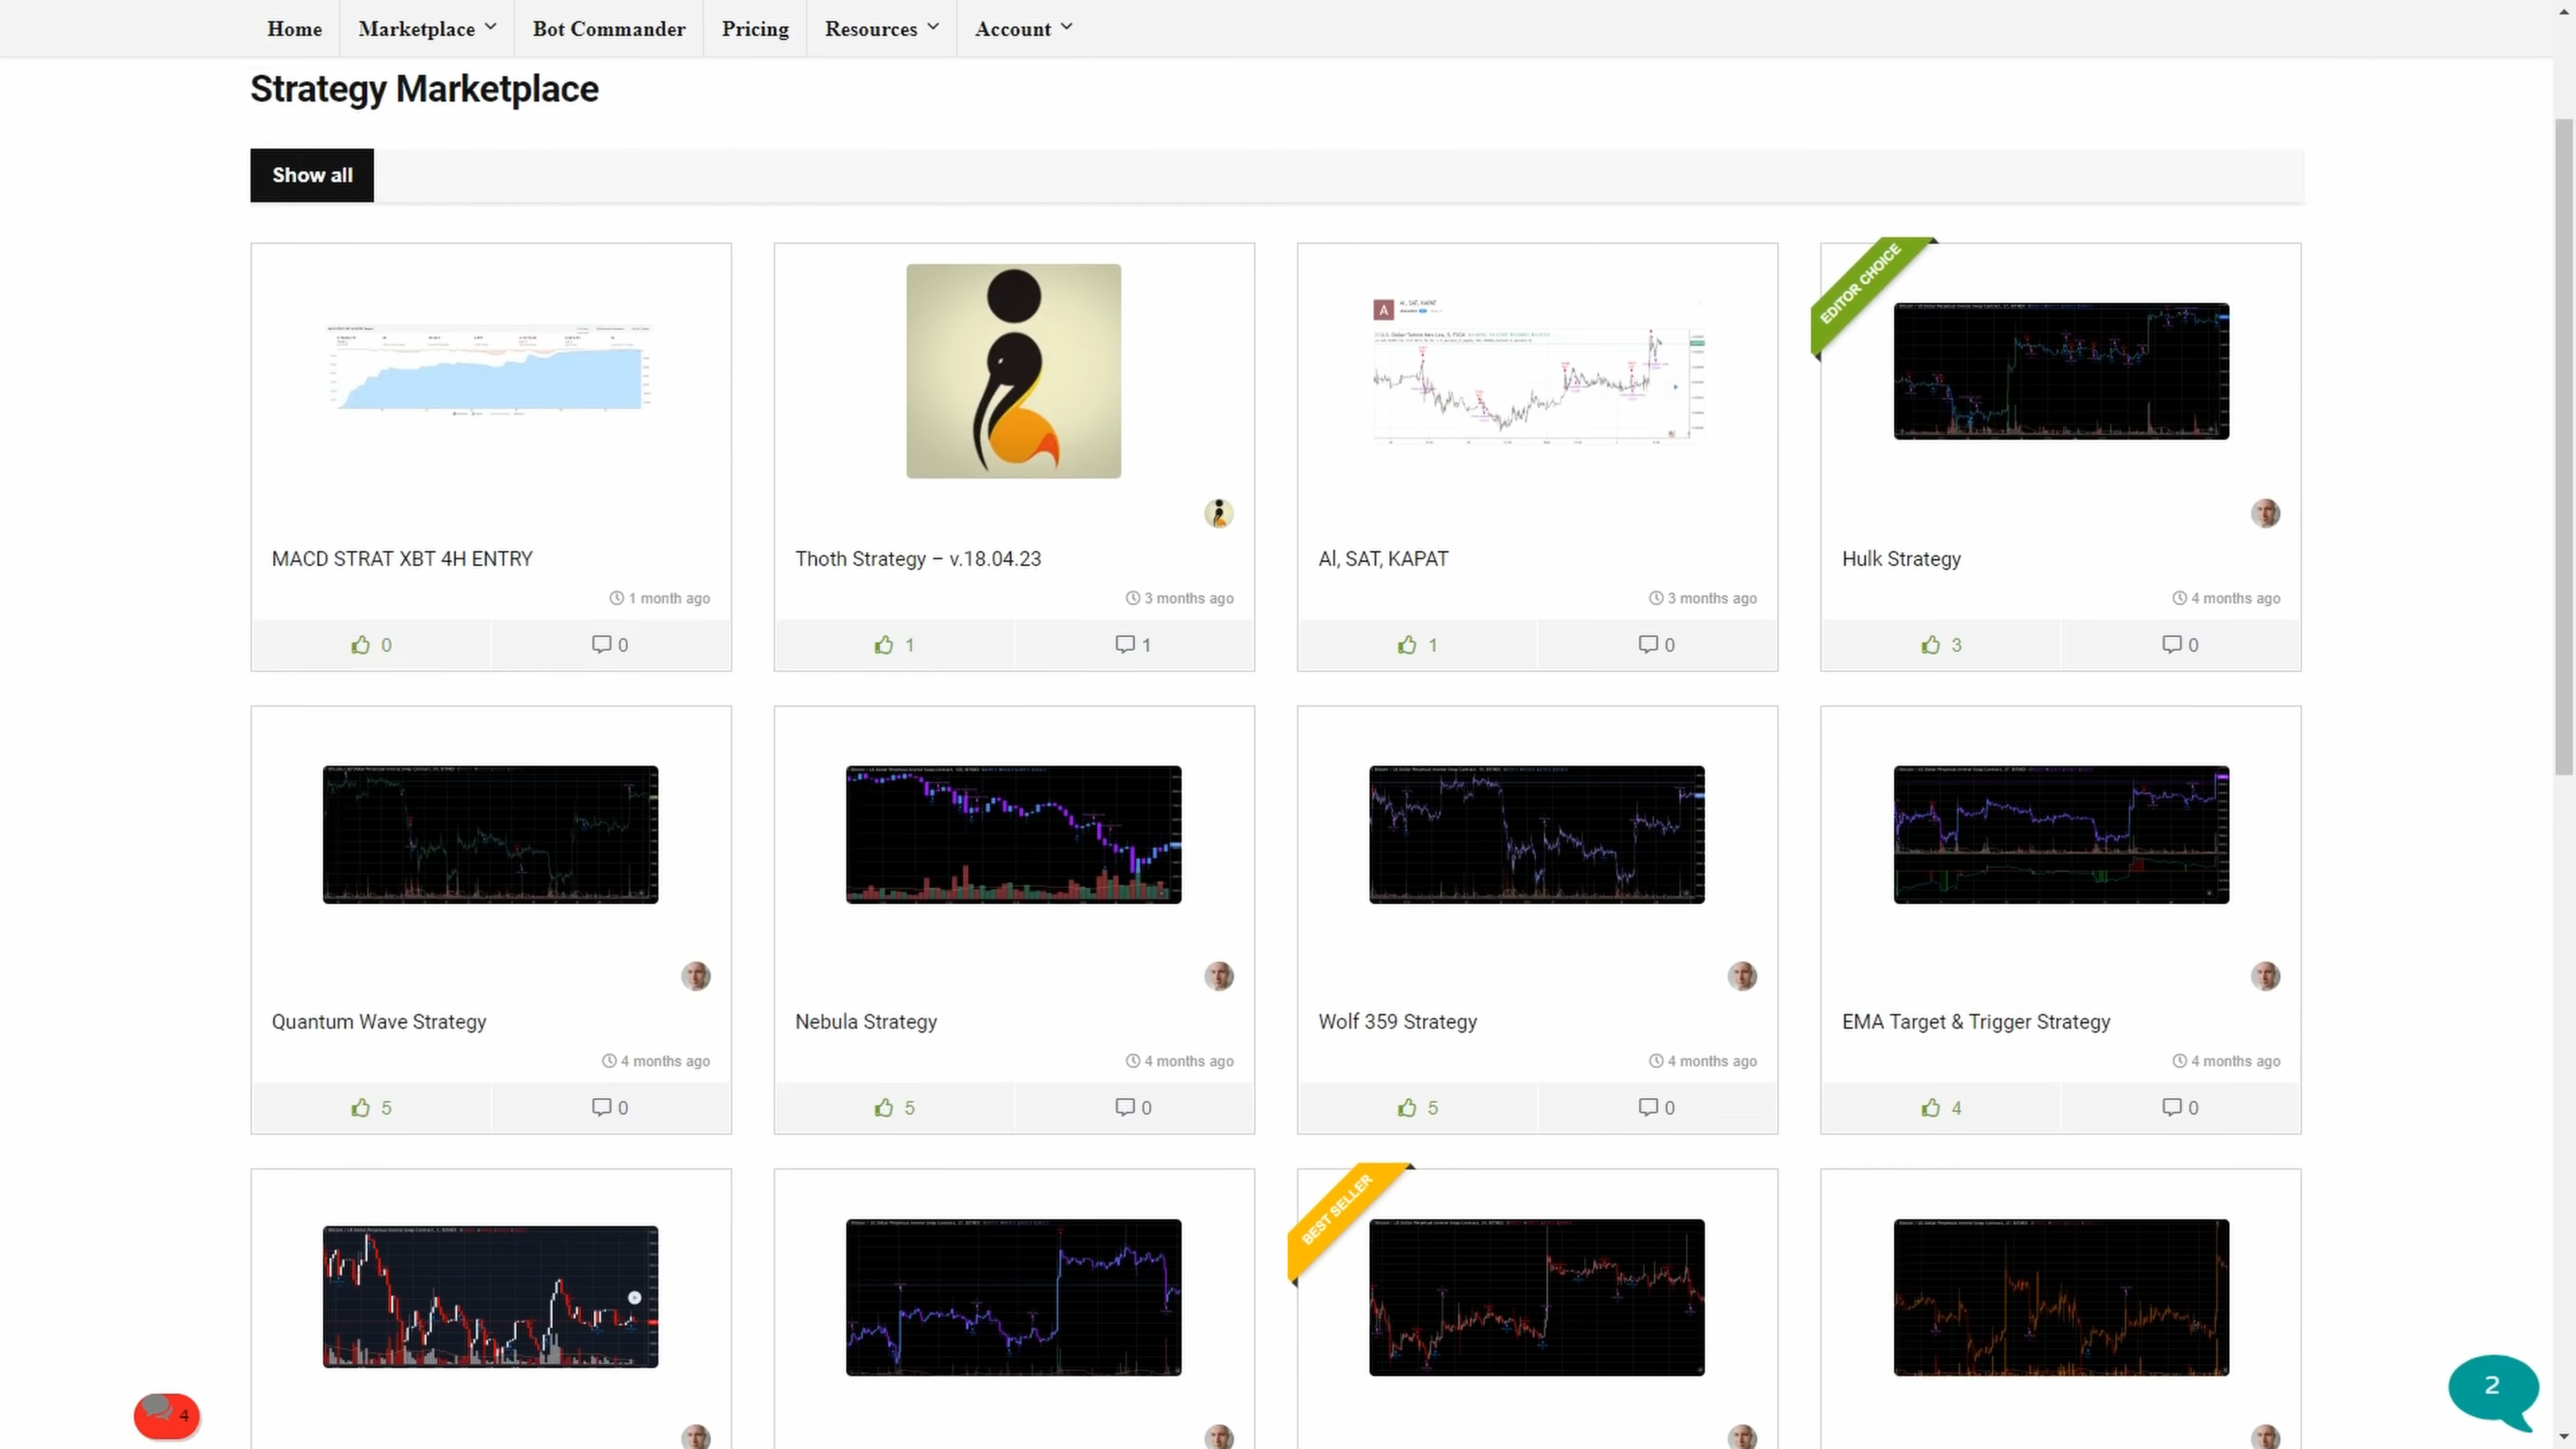 Home Marketplace Bot Commander Pricing Resources Account
Strategy Marketplace
Show all
EDITOR CHOICE
A Al, SAT, KAPAT
MACD STRAT XBT 4H ENTRY
1 month ago
0 0
Thoth Strategy – v.18.04.23
3 months ago
1 1
Al, SAT, KAPAT
3 months ago
1 0
Hulk Strategy
4 months ago
3 0
Quantum Wave Strategy
4 months ago
5 0
Nebula Strategy
4 months ago
5 0
Wolf 359 Strategy
4 months ago
5 0
EMA Target & Trigger Strategy
4 months ago
4 0
BEST SELLER
4
2